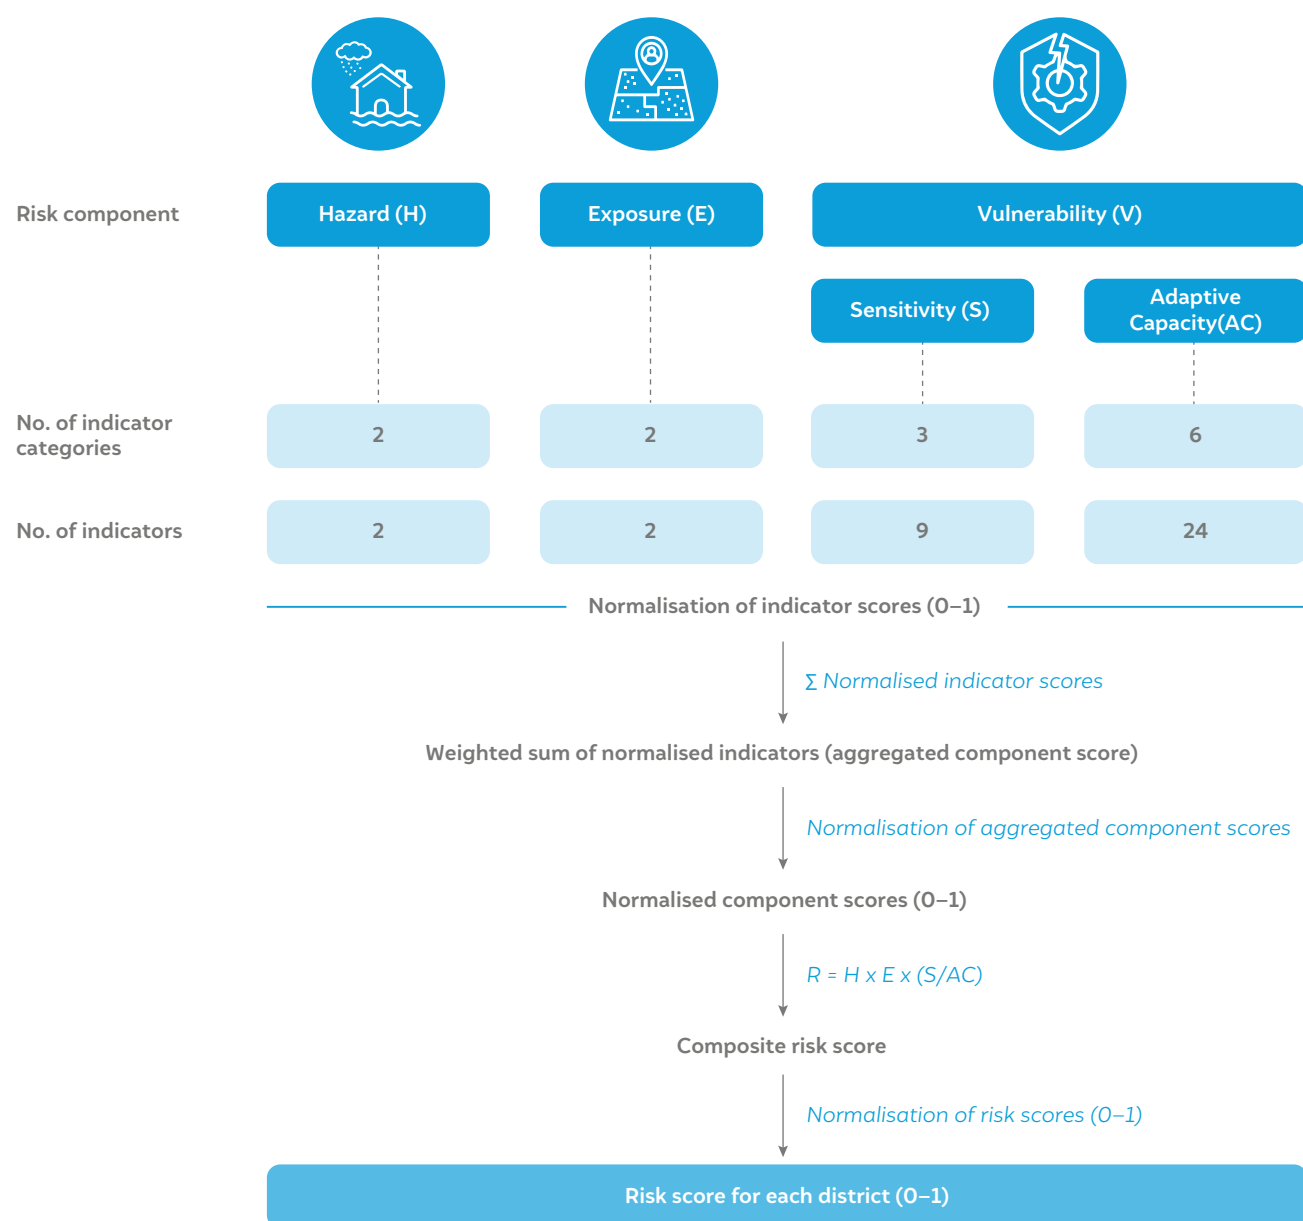 Risk component
Hazard (H)
Exposure (E)
Vulnerability (V)
Sensitivity (S)
Adaptive
Capacity(AC)
No. of indicator
categories
2
2
3
6
No. of indicators
2
2
9
24
Normalisation of indicator scores (0–1)
Σ Normalised indicator scores
Weighted sum of normalised indicators (aggregated component score)
Normalisation of aggregated component scores
Normalised component scores (0–1)
R = H x E x (S/AC)
Composite risk score
Normalisation of risk scores (0–1)
Risk score for each district (0–1)